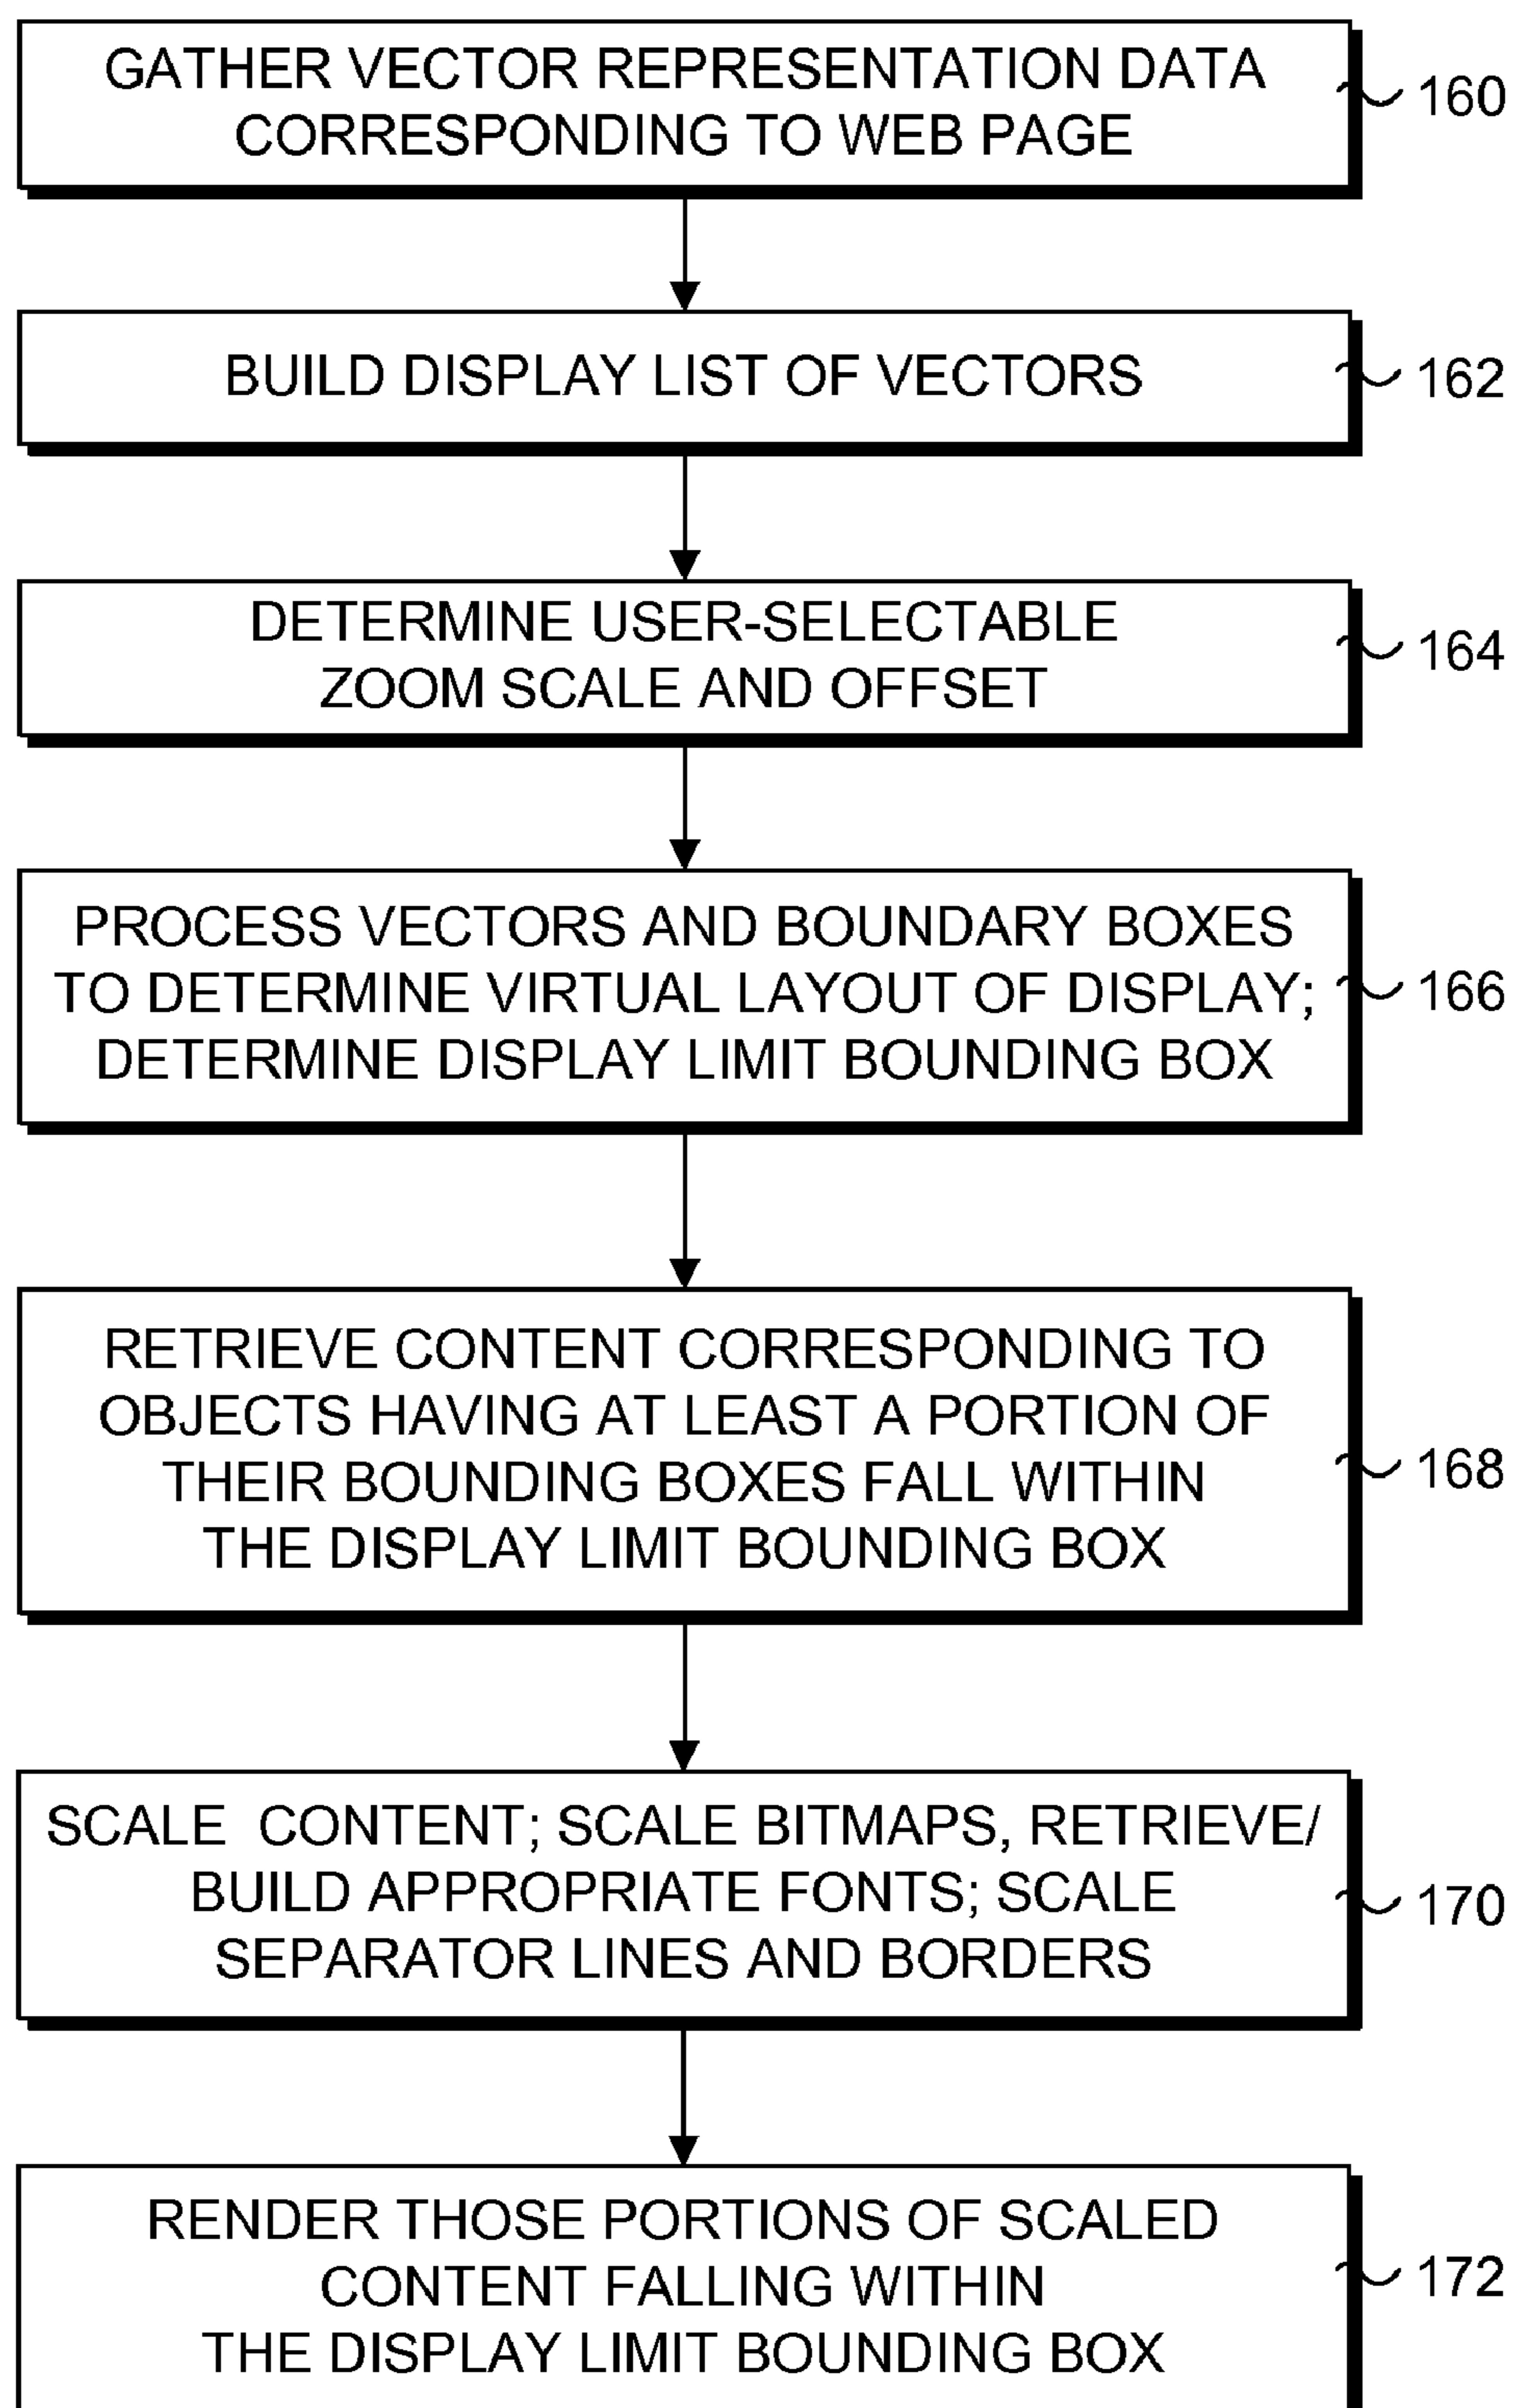 GATHER VECTOR REPRESENTATION DATA
CORRESPONDING TO WEB PAGE
160
BUILD DISPLAY LIST OF VECTORS
162
DETERMINE USER-SELECTABLE
ZOOM SCALE AND OFFSET
164
PROCESS VECTORS AND BOUNDARY BOXES
TO DETERMINE VIRTUAL LAYOUT OF DISPLAY;
DETERMINE DISPLAY LIMIT BOUNDING BOX
166
RETRIEVE CONTENT CORRESPONDING TO
OBJECTS HAVING AT LEAST A PORTION OF
THEIR BOUNDING BOXES FALL WITHIN
THE DISPLAY LIMIT BOUNDING BOX
168
SCALE CONTENT; SCALE BITMAPS, RETRIEVE/
BUILD APPROPRIATE FONTS; SCALE
SEPARATOR LINES AND BORDERS
170
RENDER THOSE PORTIONS OF SCALED
CONTENT FALLING WITHIN
THE DISPLAY LIMIT BOUNDING BOX
172